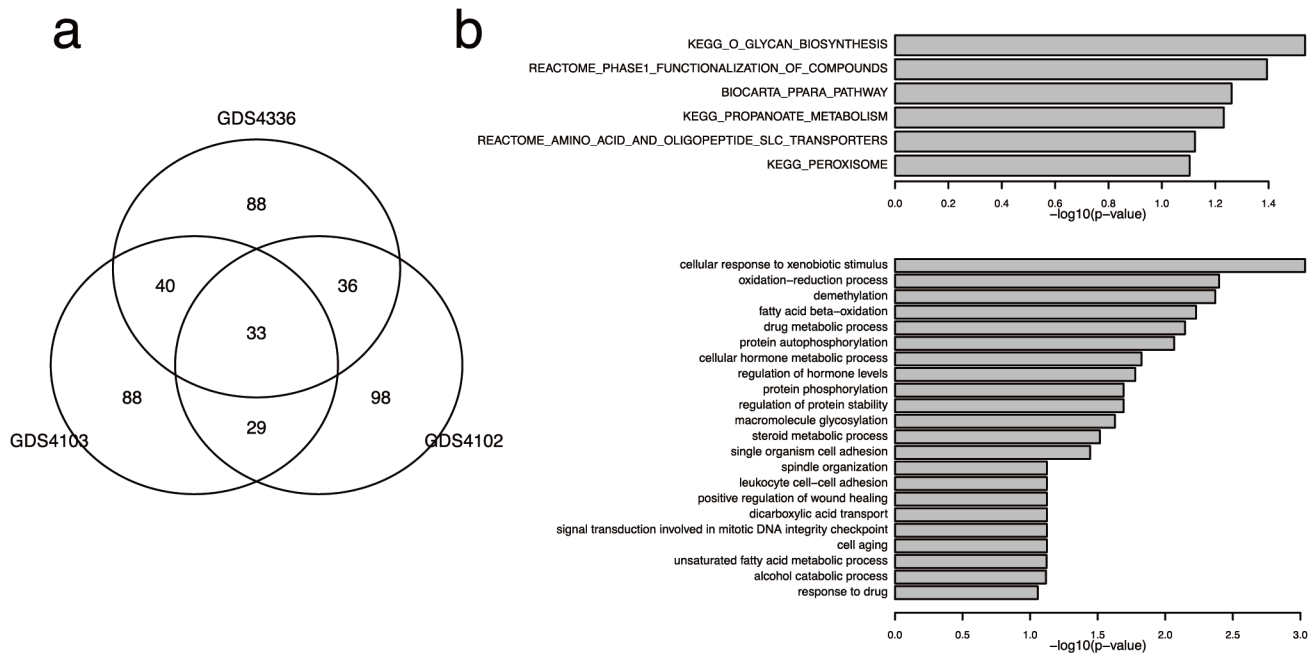 a
GDS4336
88
40
36
33
88
98
29
GDS4103
GDS4102
b
KEGG_O_GLYCAN_BIOSYNTHESIS
REACTOME_PHASE1_FUNCTIONALIZATION_OF_COMPOUNDS
BIOCARTA_PPARA_PATHWAY
KEGG_PROPANOATE_METABOLISM
REACTOME_AMINO_ACID_AND_OLIGOPEPTIDE_SLC_TRANSPORTERS
KEGG_PEROXISOME
0.0 0.2 0.4 0.6 0.8 1.0 1.2 1.4
−log10(p−value)
cellular response to xenobiotic stimulus
oxidation−reduction process
demethylation
fatty acid beta−oxidation
drug metabolic process
protein autophosphorylation
cellular hormone metabolic process
regulation of hormone levels
protein phosphorylation
regulation of protein stability
macromolecule glycosylation
steroid metabolic process
single organism cell adhesion
spindle organization
leukocyte cell−cell adhesion
positive regulation of wound healing
dicarboxylic acid transport
signal transduction involved in mitotic DNA integrity checkpoint
cell aging
unsaturated fatty acid metabolic process
alcohol catabolic process
response to drug
0.0 0.5 1.0 1.5 2.0 2.5 3.0
−log10(p−value)